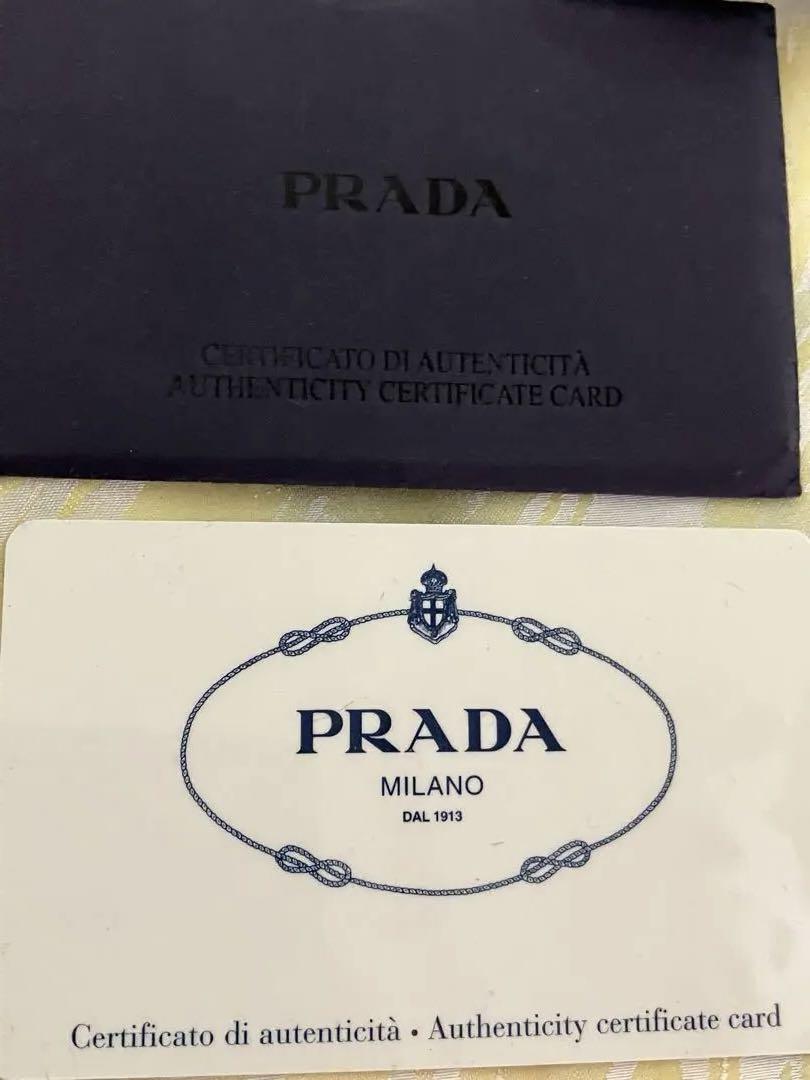 PRADA
CERTIFICATO DI AUTENTICITÀ
AUTHENTICITY CERTIFICATE CARD
PRADA
MILANO
DAL 1913
Certificato di autenticità • Authenticity certificate card